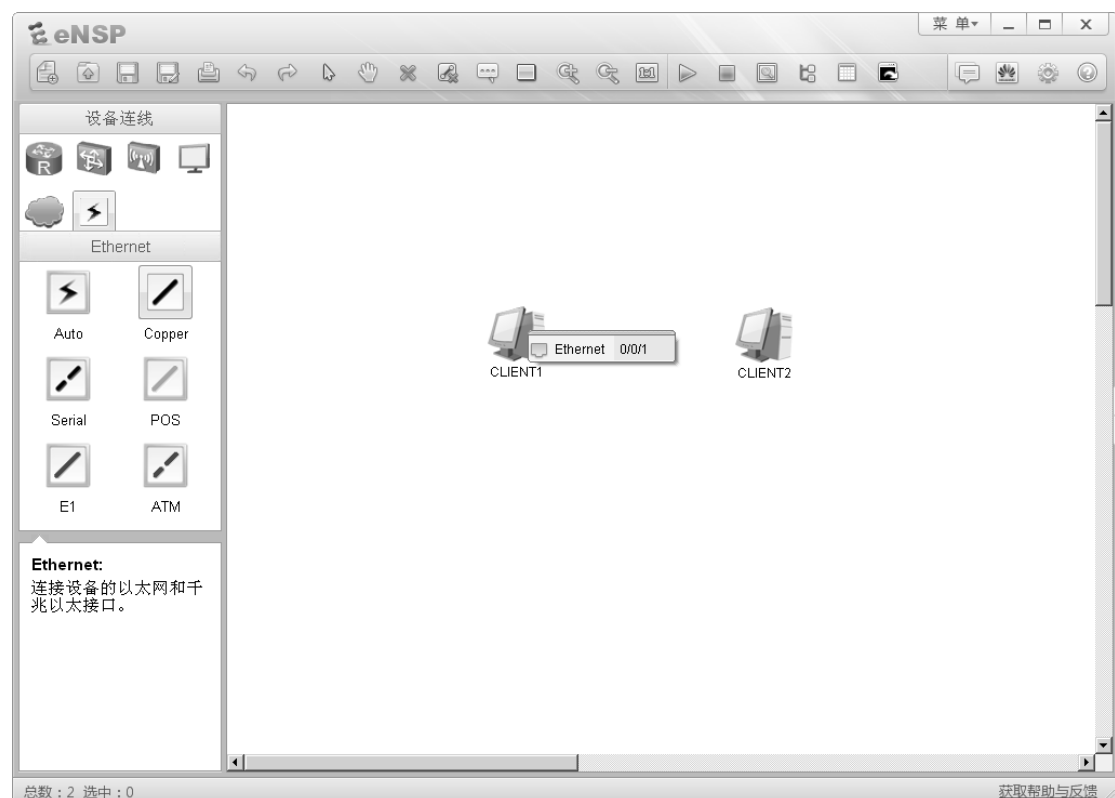 eNSP
菜 单
设备连线
R
Ethernet
Auto
Copper
Serial
POS
E1
ATM
Ethernet:
连接设备的以太网和千
兆以太接口。
Ethernet 0/0/1
CLIENT1
CLIENT2
总数：2 选中：0
获取帮助与反馈